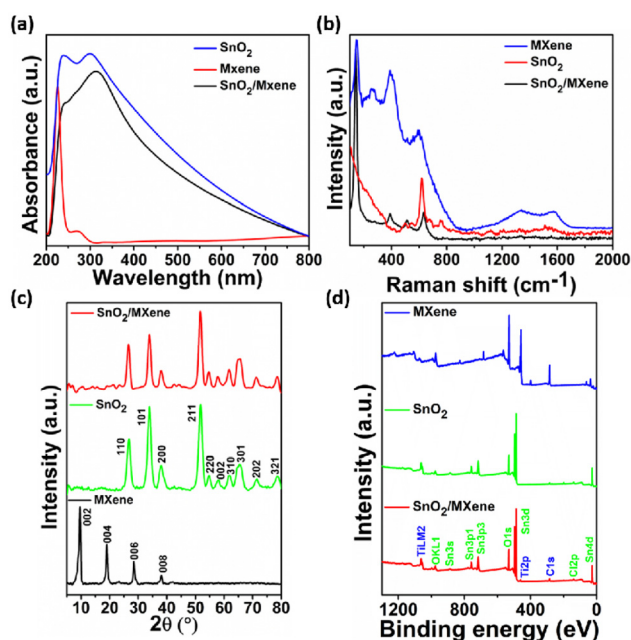 (a)
SnO2
Mxene
SnO2/Mxene
Absorbance (a.u.)
200 300 400 500 600 700 800
Wavelength (nm)
(b)
MXene
SnO2
SnO2/MXene
Intensity (a.u.)
400 800 1200 1600 2000
Raman shift (cm-1)
(c)
SnO2/MXene
SnO2
110
101
200
211
220
002
310
301
202
321
MXene
002
004
006
008
Intensity (a.u.)
10 20 30 40 50 60 70 80
2θ (°)
(d)
MXene
SnO2
SnO2/MXene
TiLM2
OKL1
Sn3s
Sn3p1
Sn3p3
O1s
Sn3d
Ti2p
C1s
Cl2p
Sn4d
Intensity (a.u.)
1300 900 400 0
Binding energy (eV)